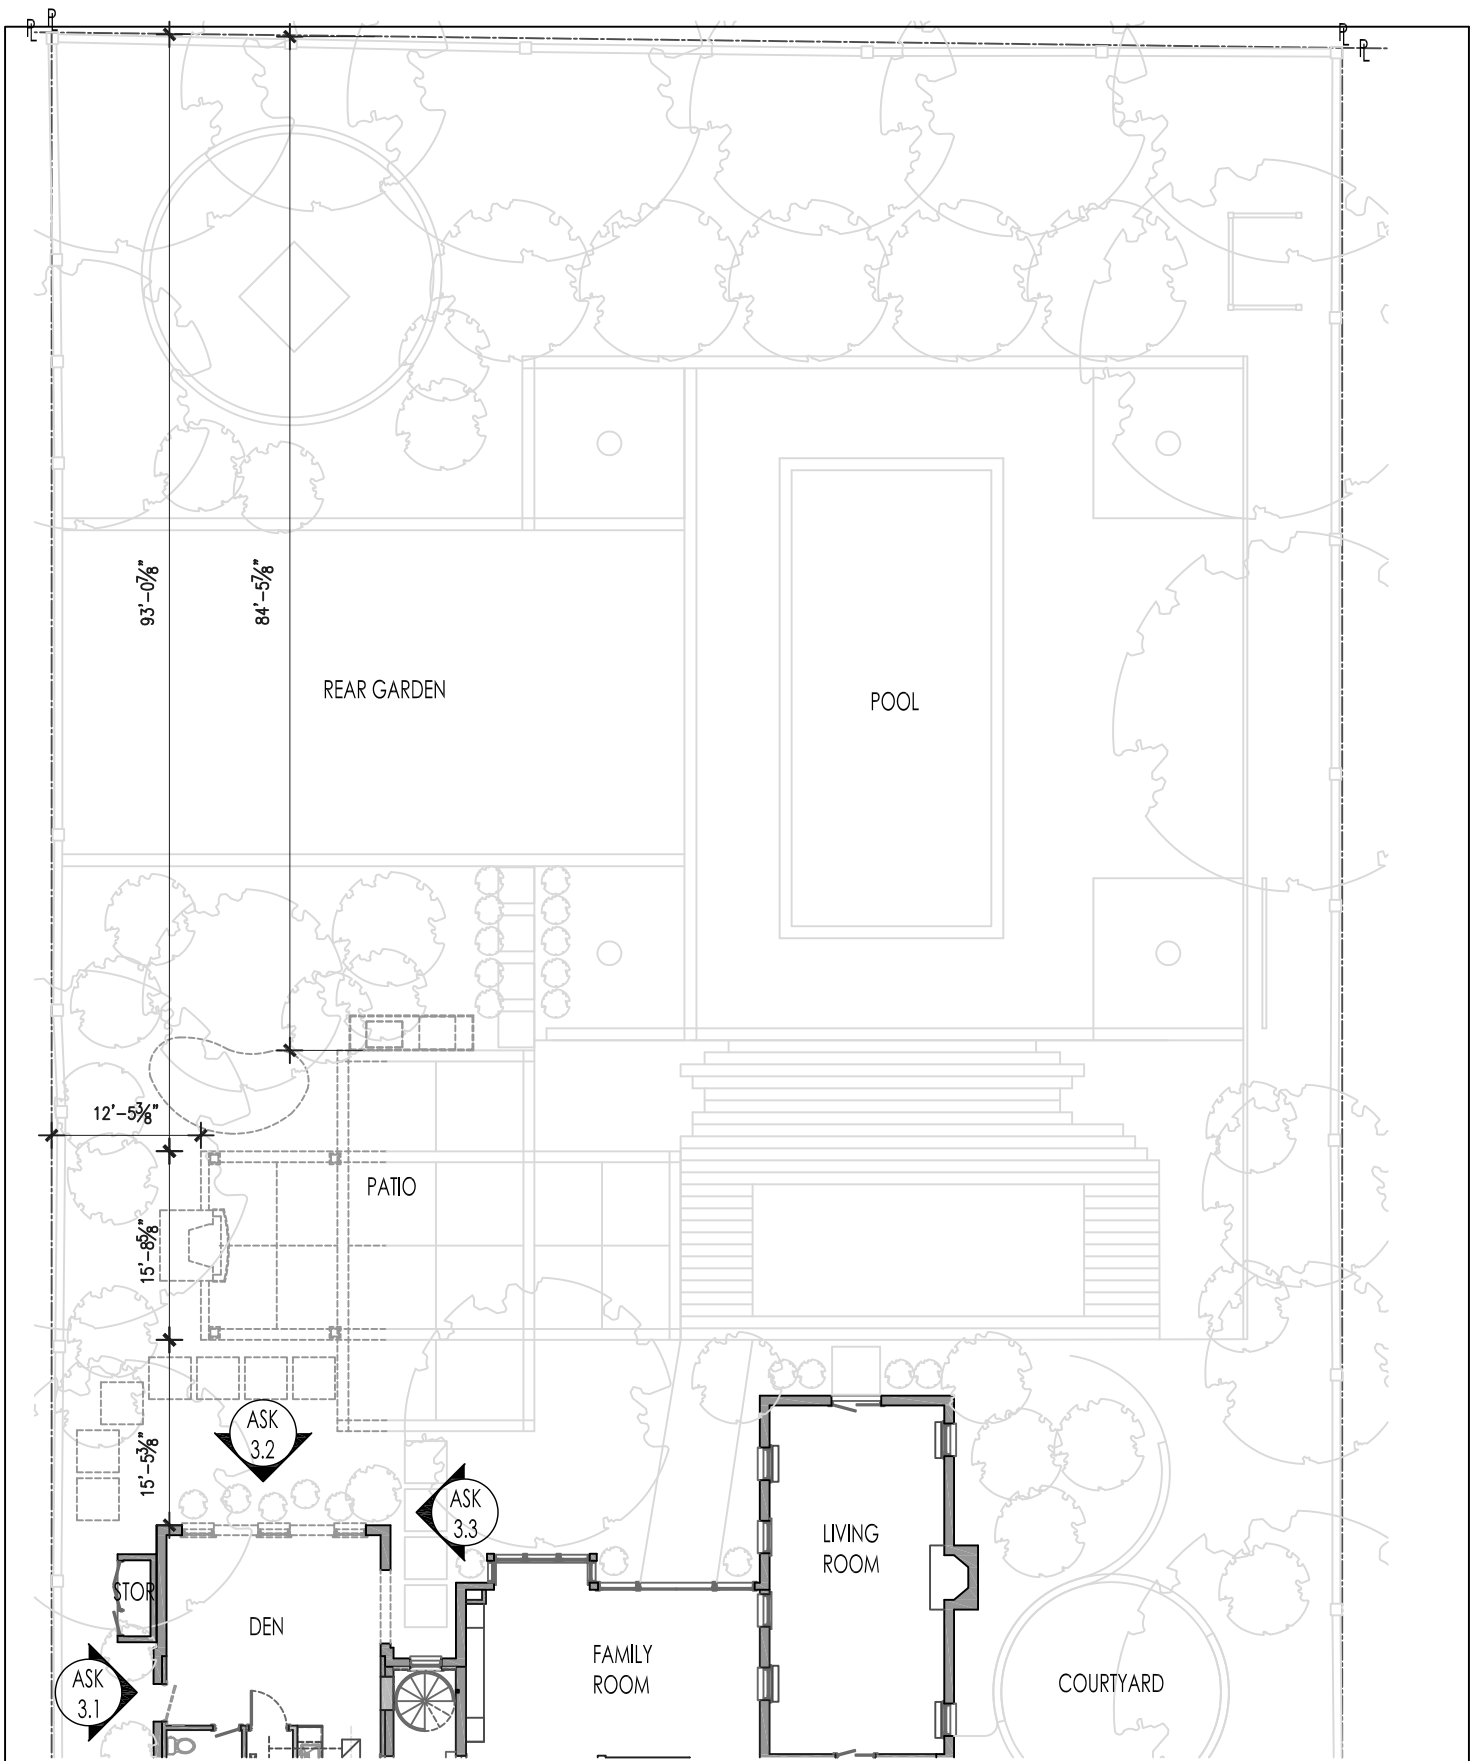 PL
PL
PL
PL
93'-0⅞"
84'-5⅞"
REAR GARDEN
POOL
12'-5⅜"
PATIO
15'-8⅝"
ASK
3.2
15'-5⅜"
ASK
3.3
LIVING
ROOM
STOR
DEN
FAMILY
ROOM
ASK
3.1
COURTYARD